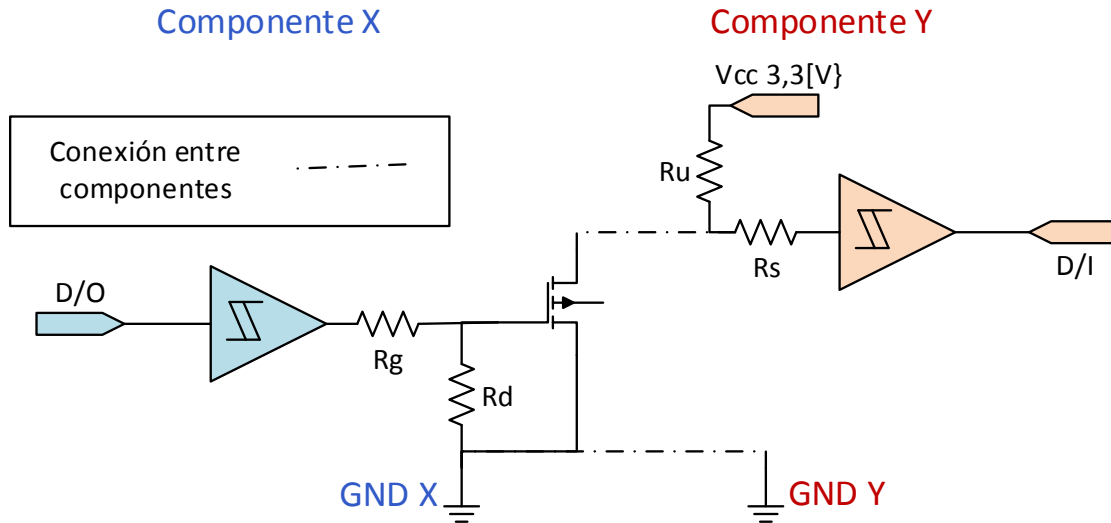 Componente X
Componente Y
Vcc 3,3[V}
Conexión entre
componentes
Ru
Rs
D/I
D/O
Rg
Rd
GND X
GND Y